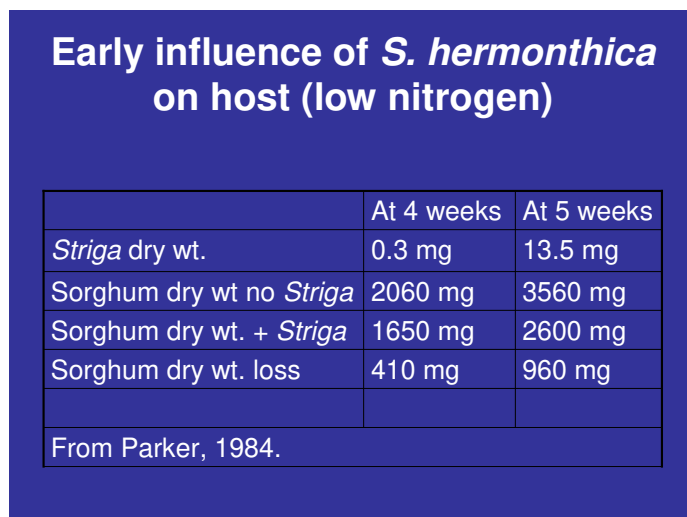 Early influence of S. hermonthica
on host (low nitrogen)
At 4 weeks At 5 weeks
Striga dry wt. 0.3 mg 13.5 mg
Sorghum dry wt no Striga 2060 mg 3560 mg
Sorghum dry wt. + Striga 1650 mg 2600 mg
Sorghum dry wt. loss 410 mg 960 mg
From Parker, 1984.